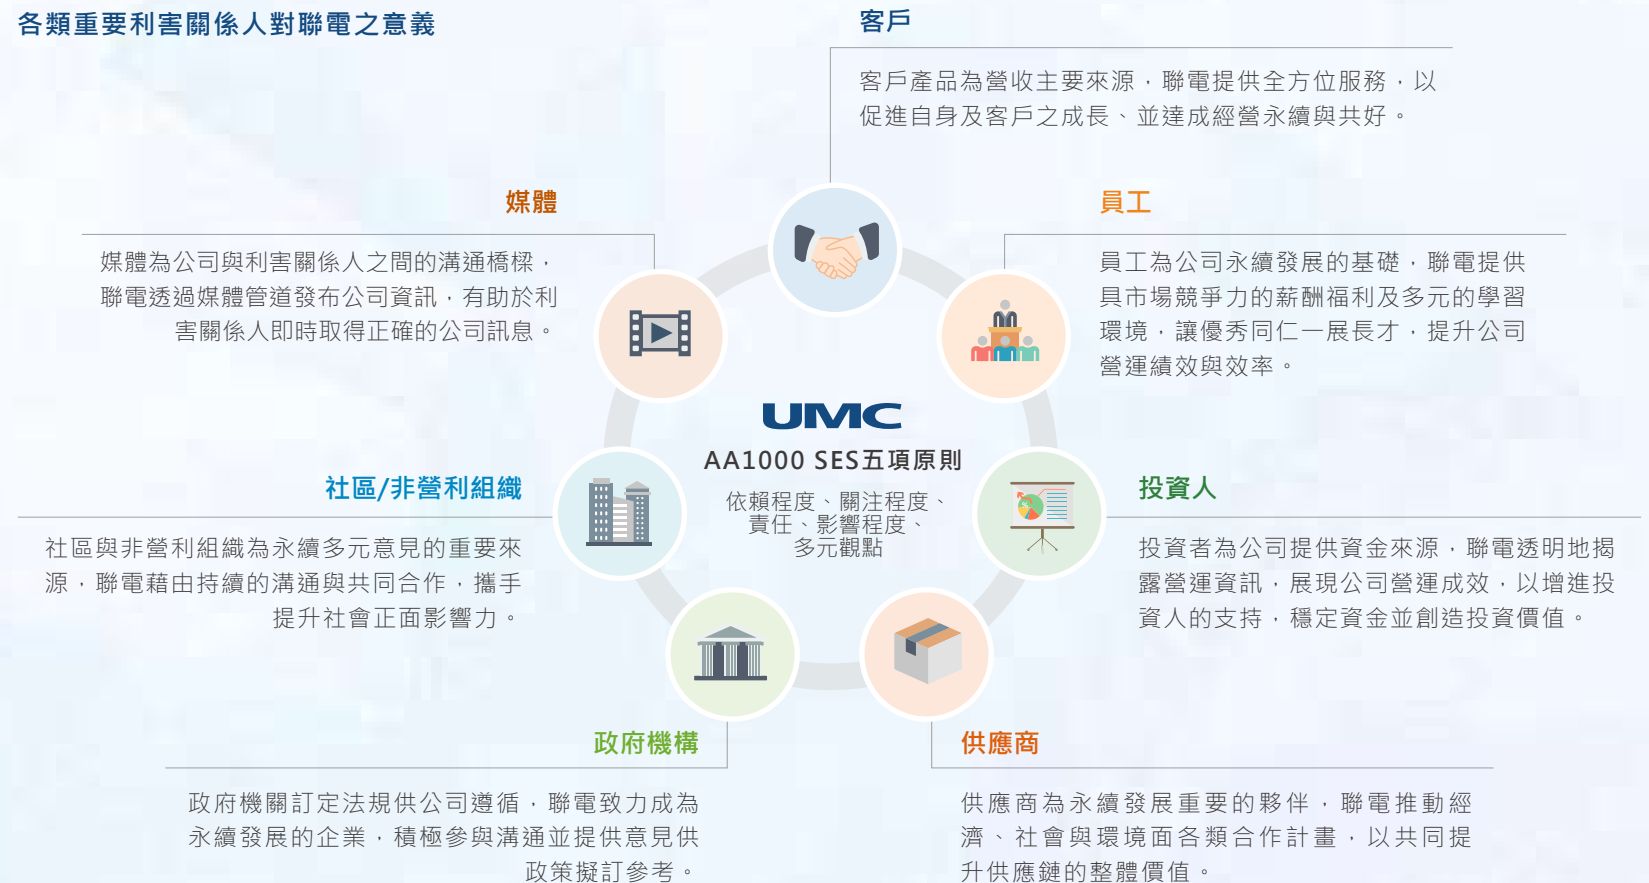 各類重要利害關係人對聯電之意義
客戶
客戶產品為營收主要來源，聯電提供全方位服務，以
促進自身及客戶之成長、並達成經營永續與共好。
媒體
媒體為公司與利害關係人之間的溝通橋樑，
聯電透過媒體管道發布公司資訊，有助於利
害關係人即時取得正確的公司訊息。
員工
員工為公司永續發展的基礎，聯電提供
具市場競爭力的薪酬福利及多元的學習
環境，讓優秀同仁一展長才，提升公司
營運績效與效率。
UMC
AA1000 SES五項原則
依賴程度、關注程度、
責任、影響程度、
多元觀點
社區/非營利組織
社區與非營利組織為永續多元意見的重要來
源，聯電藉由持續的溝通與共同合作，攜手
提升社會正面影響力。
投資人
投資者為公司提供資金來源，聯電透明地揭
露營運資訊，展現公司營運成效，以增進投
資人的支持，穩定資金並創造投資價值。
政府機構
政府機關訂定法規供公司遵循，聯電致力成為
永續發展的企業，積極參與溝通並提供意見供
政策擬訂參考。
供應商
供應商為永續發展重要的夥伴，聯電推動經
濟、社會與環境面各類合作計畫，以共同提
升供應鏈的整體價值。